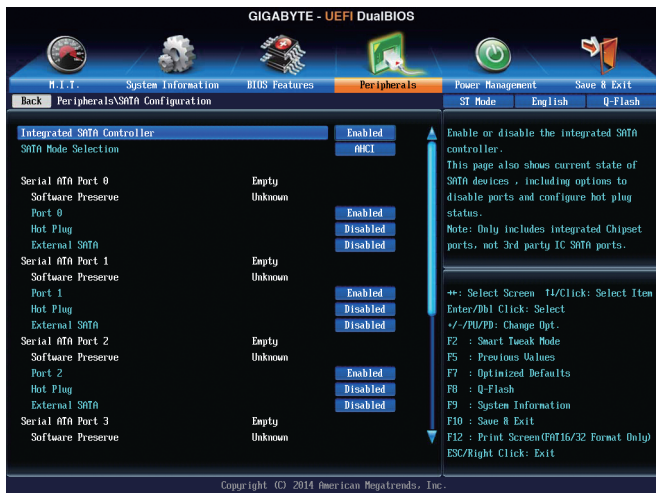 GIGABYTE - UEFI DualBIOS
M.I.T. System Information BIOS Features Peripherals Power Management Save & Exit
Back Peripherals\SATA Configuration ST Mode English Q-Flash
Integrated SATA Controller Enabled
SATA Mode Selection AHCI
Serial ATA Port 0 Empty
Software Preserve Unknown
Port 0 Enabled
Hot Plug Disabled
External SATA Disabled
Serial ATA Port 1 Empty
Software Preserve Unknown
Port 1 Enabled
Hot Plug Disabled
External SATA Disabled
Serial ATA Port 2 Empty
Software Preserve Unknown
Port 2 Enabled
Hot Plug Disabled
External SATA Disabled
Serial ATA Port 3 Empty
Software Preserve Unknown
Enable or disable the integrated SATA
controller.
This page also shows current state of
SATA devices , including options to
disable ports and configure hot plug
status.
Note: Only includes integrated Chipset
ports, not 3rd party IC SATA ports.
→←: Select Screen ↑↓/Click: Select Item
Enter/Dbl Click: Select
+/-/PU/PD: Change Opt.
F2 : Smart Tweak Mode
F5 : Previous Values
F7 : Optimized Defaults
F8 : Q-Flash
F9 : System Information
F10 : Save & Exit
F12 : Print Screen(FAT16/32 Format Only)
ESC/Right Click: Exit
Copyright (C) 2014 American Megatrends, Inc.